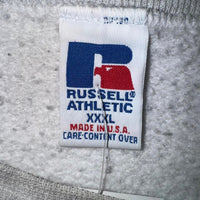 RUSSELL®
ATHLETIC
XXXL
MADE IN U.S.A.
CARE-CONTENT OVER